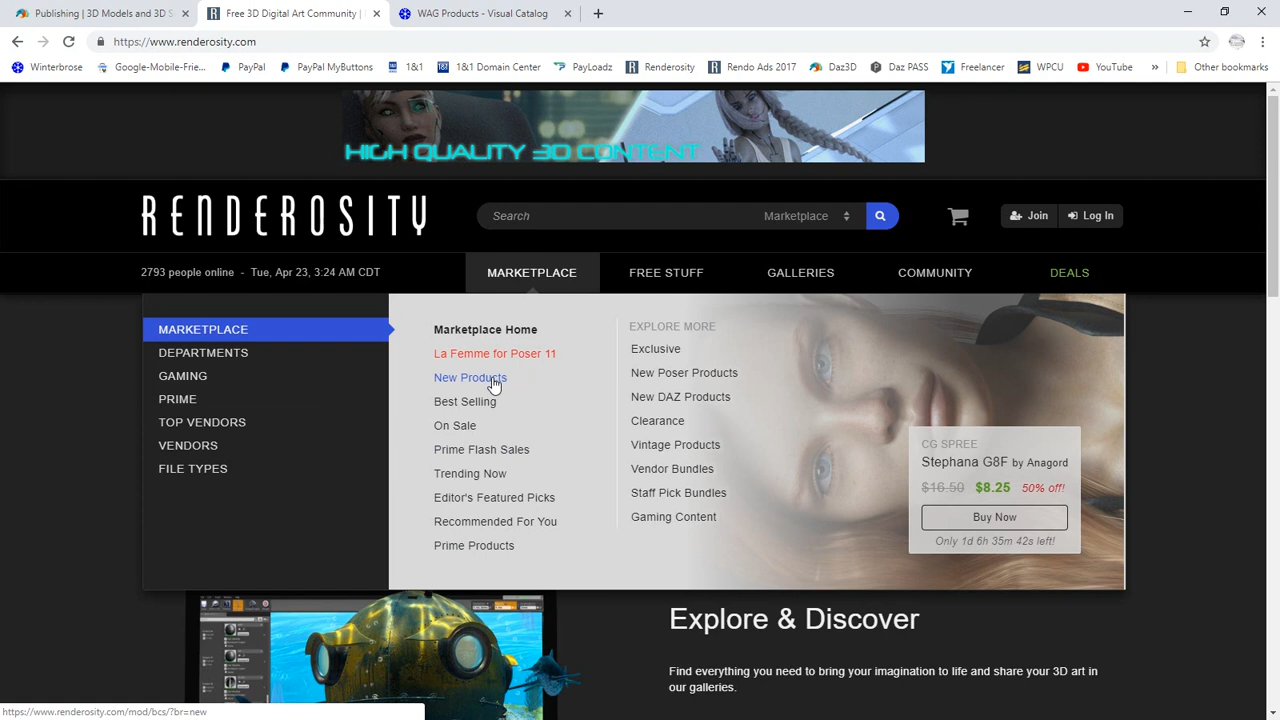 Publishing | 3D Models and 3D S
Free 3D Digital Art Community |
WAG Products - Visual Catalog
https://www.renderosity.com
Winterbrose
Google-Mobile-Frie...
PayPal
PayPal MyButtons
1&1
1&1 Domain Center
PayLoadz
Renderosity
Rendo Ads 2017
Daz3D
Daz PASS
Freelancer
WPCU
YouTube
»
Other bookmarks
HIGH QUALITY 3D CONTENT
RENDEROSITY
Search
Marketplace
Join
Log In
2793 people online - Tue, Apr 23, 3:24 AM CDT
MARKETPLACE
FREE STUFF
GALLERIES
COMMUNITY
DEALS
MARKETPLACE
DEPARTMENTS
GAMING
PRIME
TOP VENDORS
VENDORS
FILE TYPES
Marketplace Home
La Femme for Poser 11
New Products
Best Selling
On Sale
Prime Flash Sales
Trending Now
Editor's Featured Picks
Recommended For You
Prime Products
EXPLORE MORE
Exclusive
New Poser Products
New DAZ Products
Clearance
Vintage Products
Vendor Bundles
Staff Pick Bundles
Gaming Content
CG SPREE
Stephana G8F by Anagord
$16.50 $8.25 50% off!
Buy Now
Only 1d 6h 35m 42s left!
Explore & Discover
Find everything you need to bring your imagination to life and share your 3D art in
our galleries.
https://www.renderosity.com/mod/bcs/?br=new